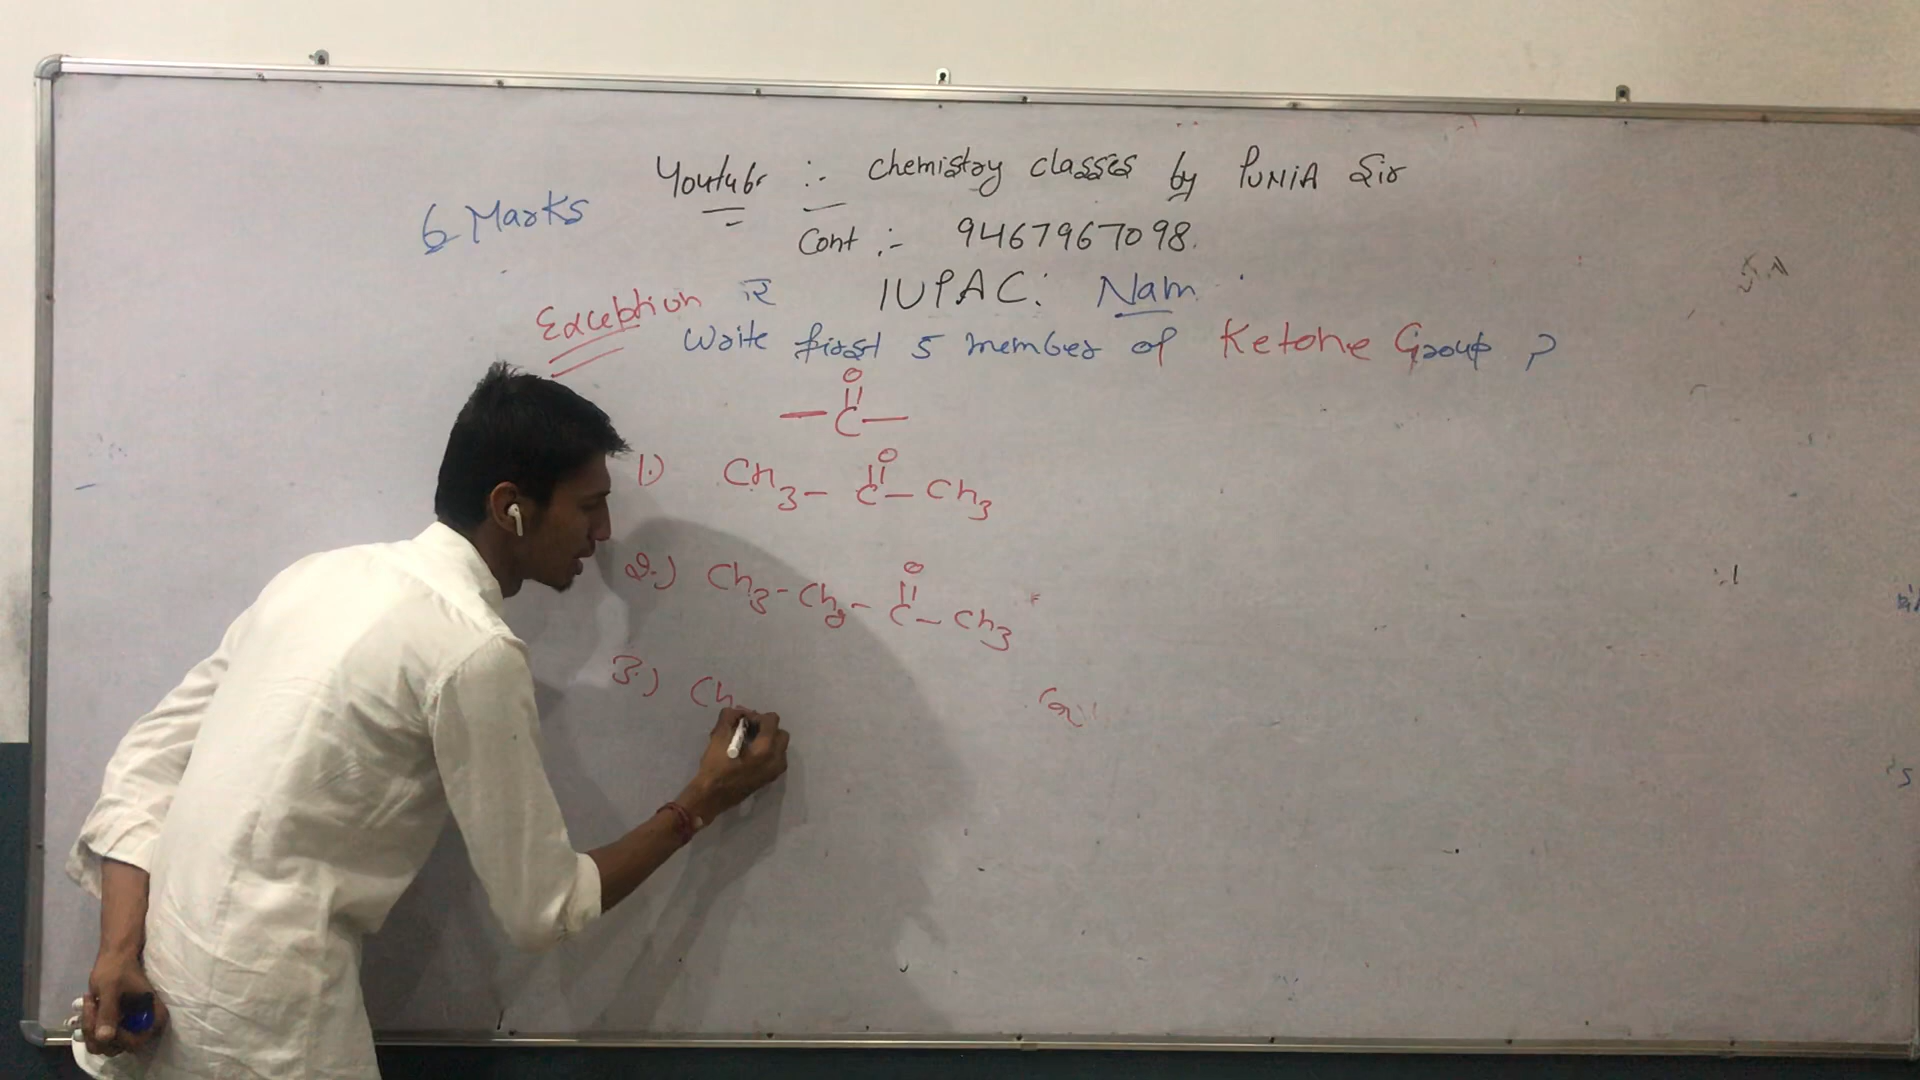 Youtube :- Chemistry classes by PUNIA Sir
6 Marks
Cont :- 9467967098.
Exception IUPAC: Nam
Write first 5 member of Ketone Group ?
O
— C —
1.) CH3 - C - CH3
O
2.) CH3 - CH2 - C - CH3
O
3.) CH